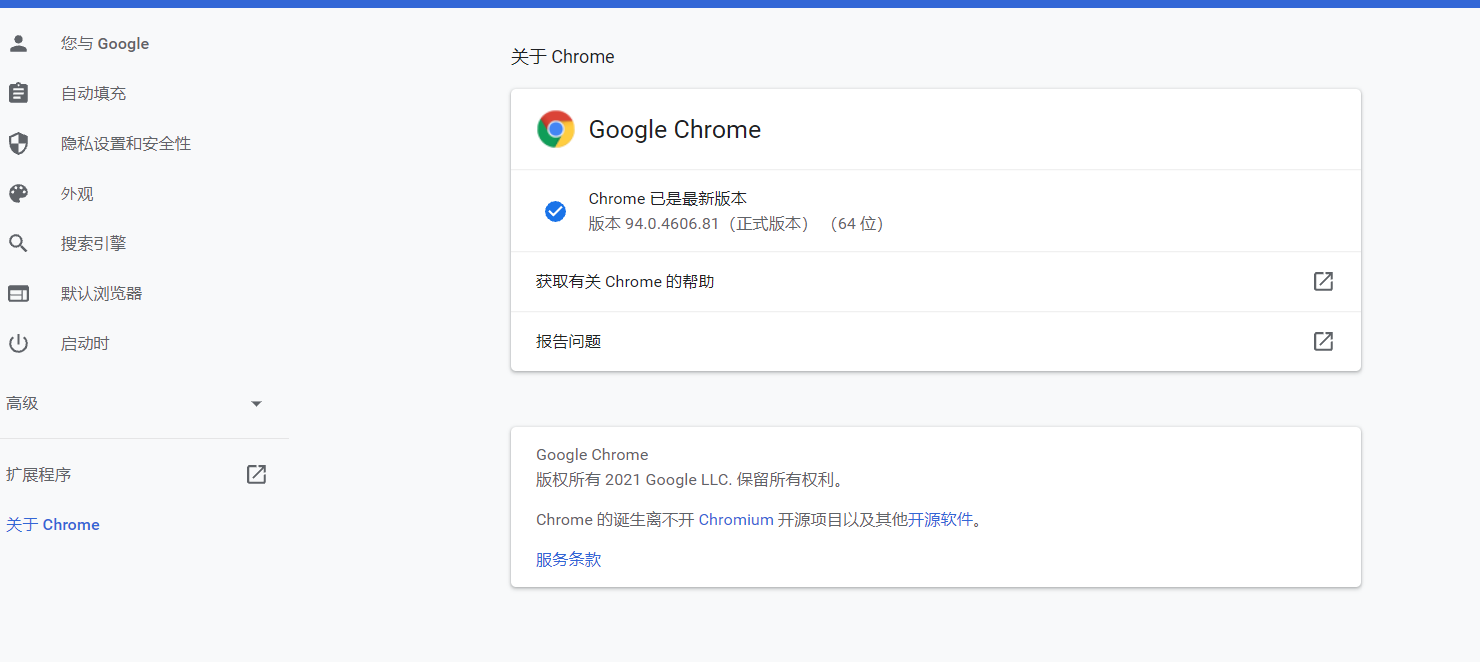 您与 Google
自动填充
隐私设置和安全性
外观
搜索引擎
默认浏览器
启动时
高级
扩展程序
关于 Chrome
关于 Chrome
Google Chrome
Chrome 已是最新版本
版本 94.0.4606.81（正式版本） （64 位）
获取有关 Chrome 的帮助
报告问题
Google Chrome
版权所有 2021 Google LLC. 保留所有权利。
Chrome 的诞生离不开 Chromium 开源项目以及其他开源软件。
服务条款